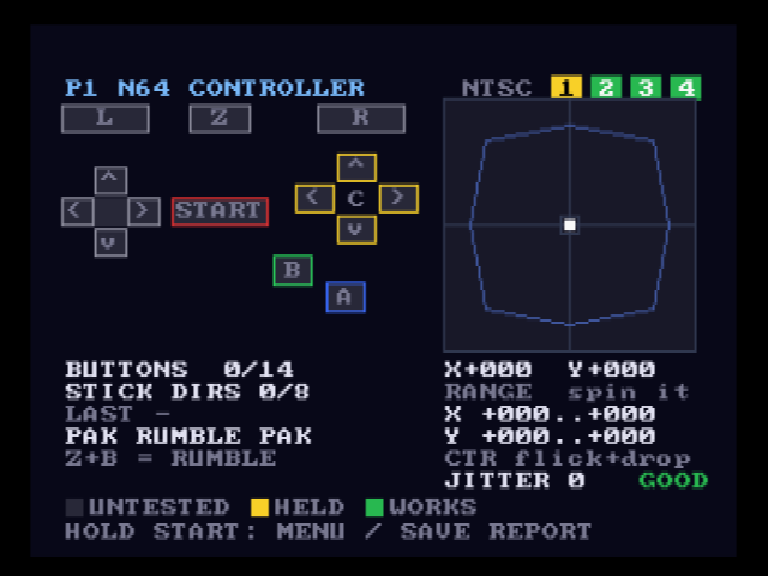 P1 N64 CONTROLLER NTSC 1 2 3 4
L Z R
^ ^
< > START < C >
v v
B
A
BUTTONS 0/14 X+000 Y+000
STICK DIRS 0/8 RANGE spin it
LAST - X +000..+000
PAK RUMBLE PAK Y +000..+000
Z+B = RUMBLE CTR flick+drop
JITTER 0 GOOD
UNTESTED HELD WORKS
HOLD START: MENU / SAVE REPORT